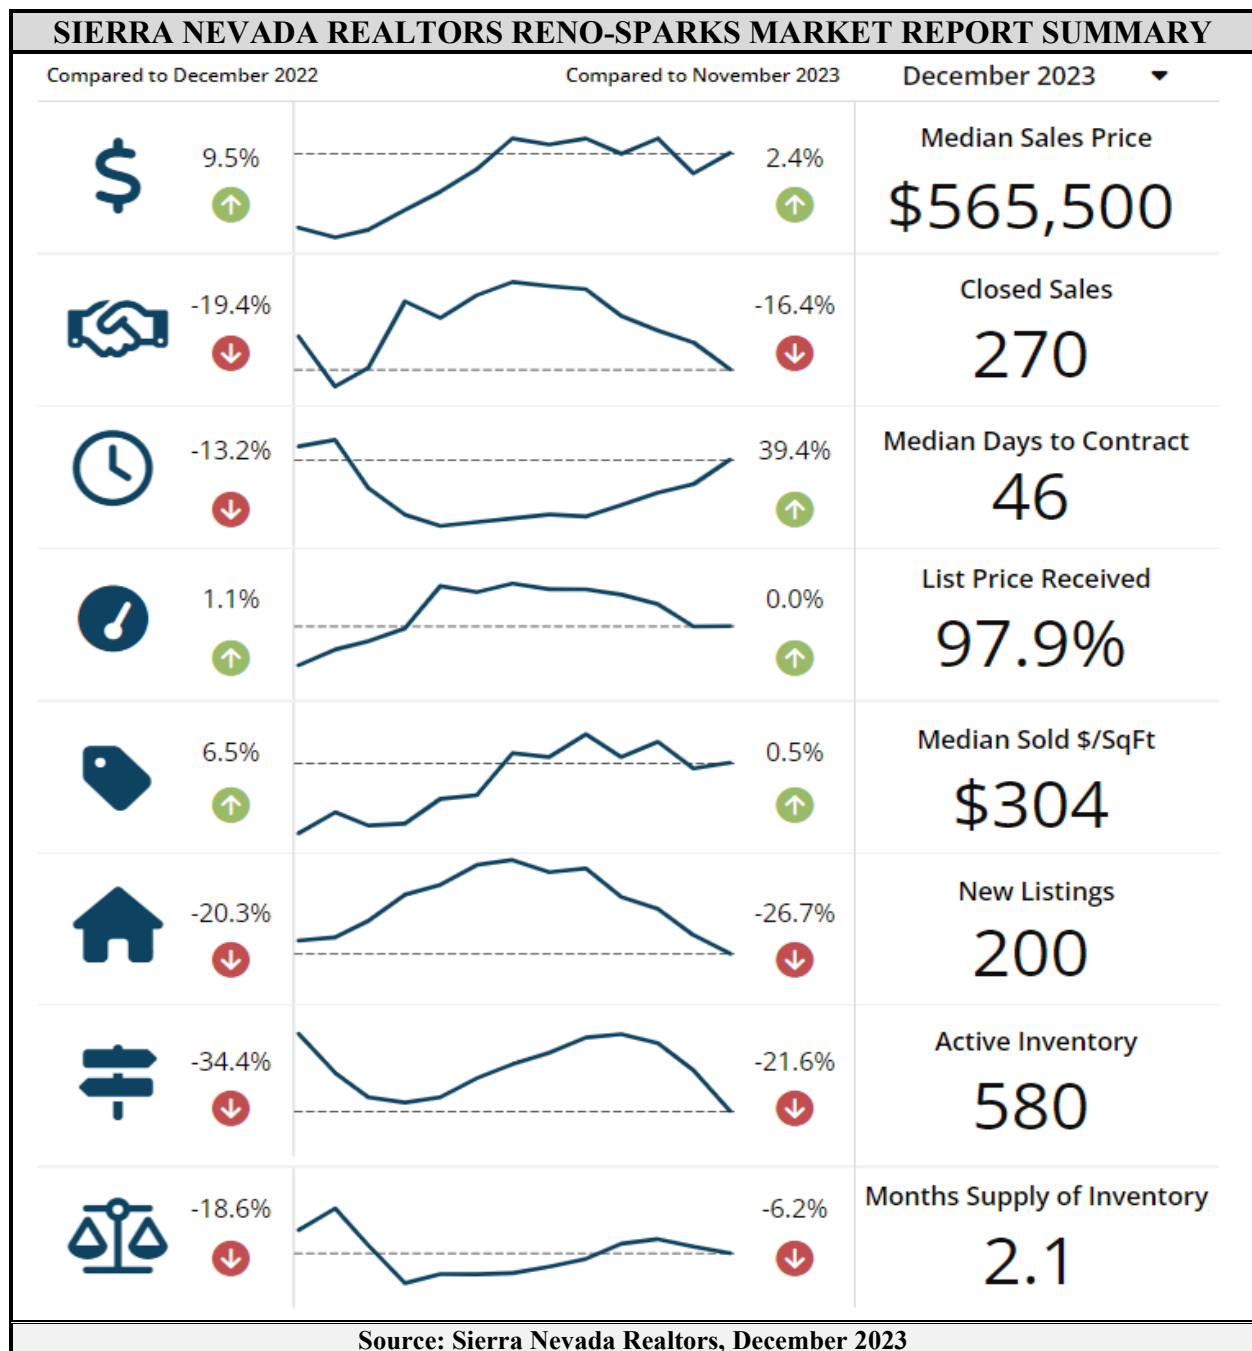 SIERRA NEVADA REALTORS RENO-SPARKS MARKET REPORT SUMMARY
Compared to December 2022 Compared to November 2023 December 2023
9.5% 2.4% Median Sales Price
$565,500
-19.4% -16.4% Closed Sales
270
-13.2% 39.4% Median Days to Contract
46
1.1% 0.0% List Price Received
97.9%
6.5% 0.5% Median Sold $/SqFt
$304
-20.3% -26.7% New Listings
200
-34.4% -21.6% Active Inventory
580
-18.6% -6.2% Months Supply of Inventory
2.1
Source: Sierra Nevada Realtors, December 2023